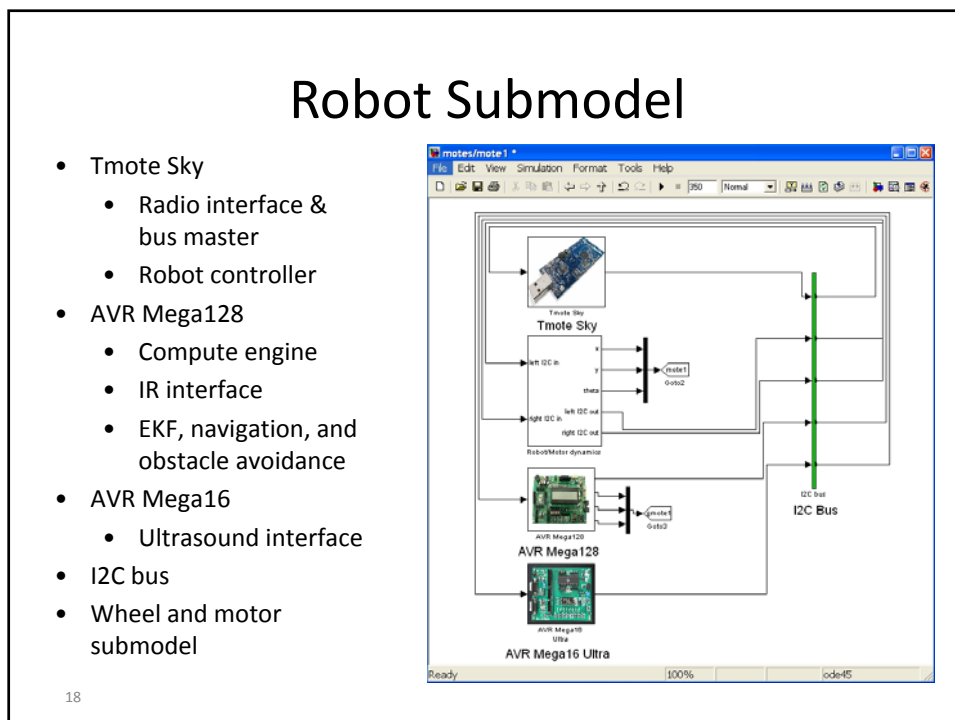 Robot Submodel
• Tmote Sky
• Radio interface &
bus master
• Robot controller
• AVR Mega128
• Compute engine
• IR interface
• EKF, navigation, and
obstacle avoidance
• AVR Mega16
• Ultrasound interface
• I2C bus
• Wheel and motor
submodel
18
motes/mote1 *
File Edit View Simulation Format Tools Help
350 Normal
Tmote Sky
Tmote Sky
left I2C in
right I2C in
x
y
theta
left I2C out
right I2C out
Robot/Motor dynamics
mote1
Goto2
AVR Mega128
AVR Mega128
Goto3
AVR Mega16
Ultra
AVR Mega16 Ultra
I2C bus
I2C Bus
Ready 100% ode45